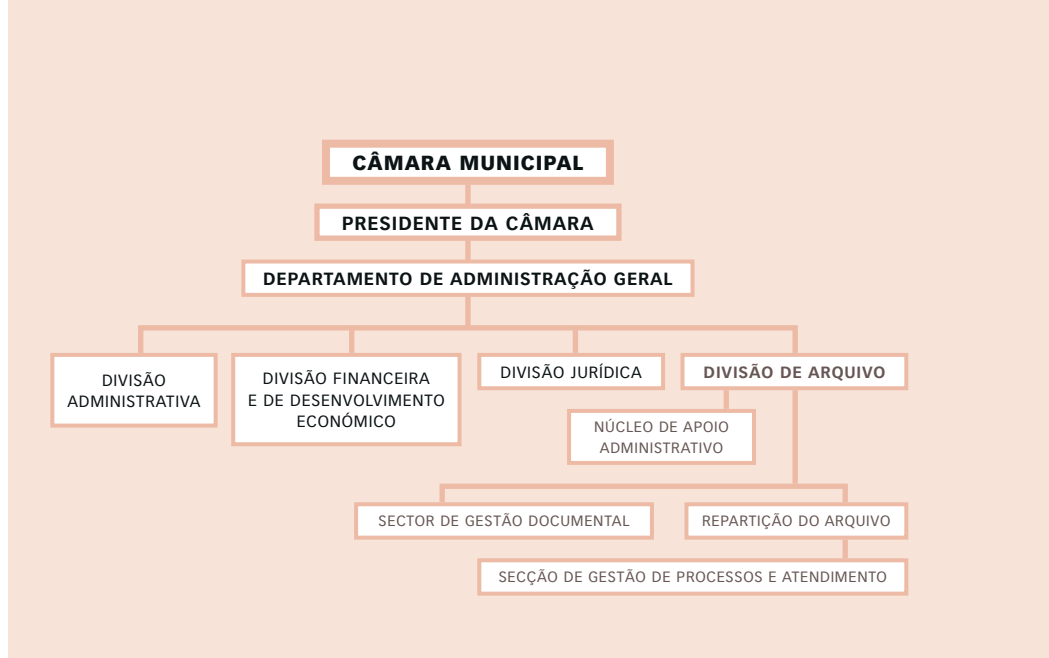 CÂMARA MUNICIPAL
PRESIDENTE DA CÂMARA
DEPARTAMENTO DE ADMINISTRAÇÃO GERAL
DIVISÃO
ADMINISTRATIVA
DIVISÃO FINANCEIRA
E DE DESENVOLVIMENTO
ECONÓMICO
DIVISÃO JURÍDICA
DIVISÃO DE ARQUIVO
NÚCLEO DE APOIO
ADMINISTRATIVO
SECTOR DE GESTÃO DOCUMENTAL
REPARTIÇÃO DO ARQUIVO
SECÇÃO DE GESTÃO DE PROCESSOS E ATENDIMENTO